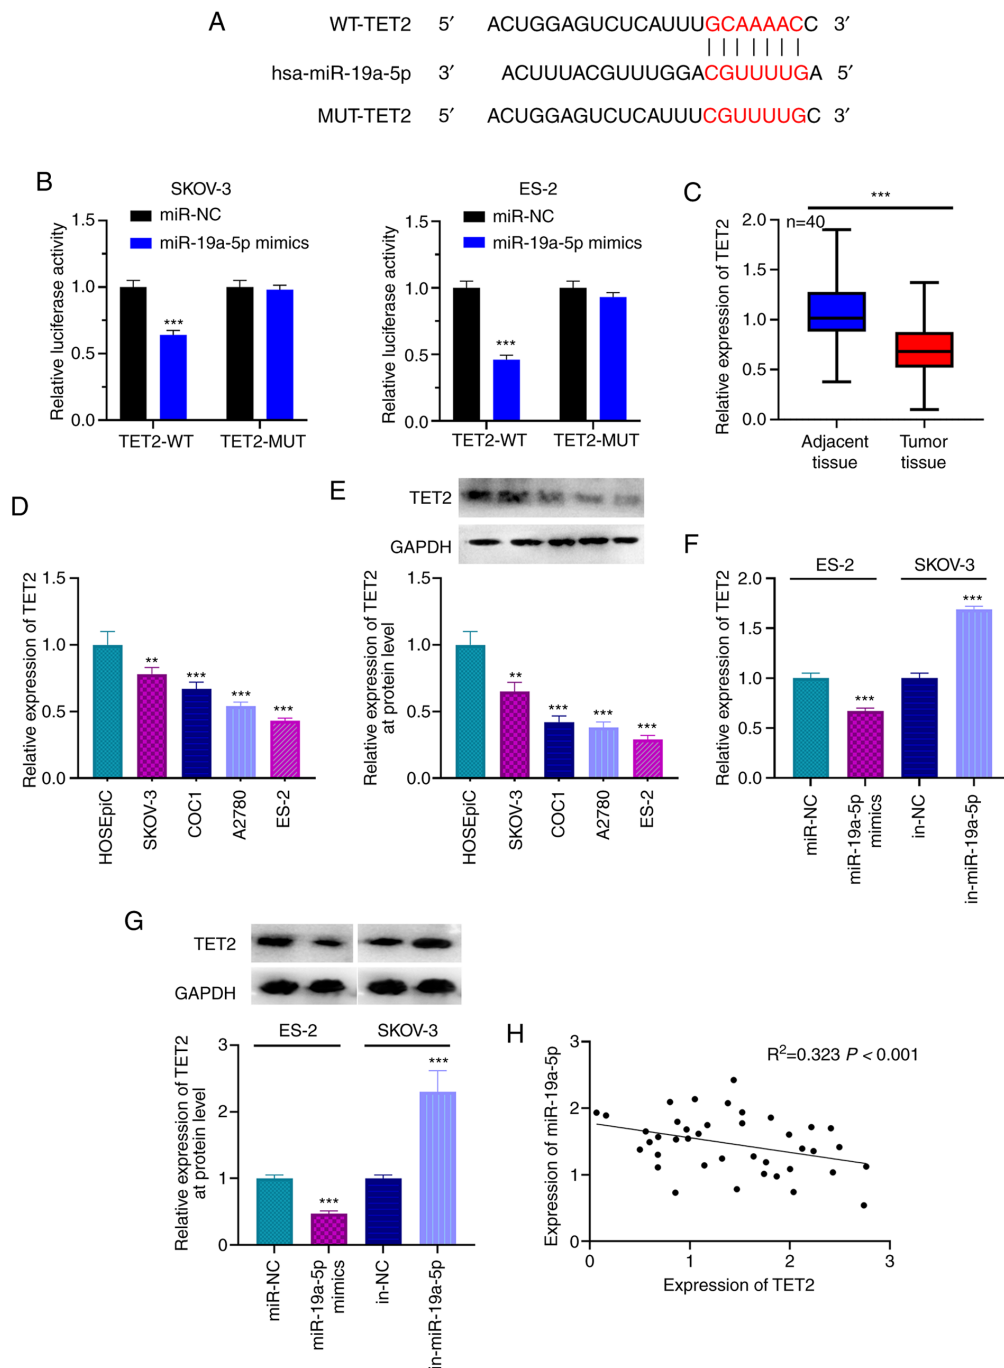 A
WT-TET2 5′ ACUGGAGUCUCAUUUGCAAAACC 3′
hsa-miR-19a-5p 3′ ACUUUACGUUUGGACGUUUUGA 5′
MUT-TET2 5′ ACUGGAGUCUCAUUUCGUUUUGC 3′
B
SKOV-3
miR-NC
miR-19a-5p mimics
Relative luciferase activity
1.5
1.0
0.5
0.0
***
TET2-WT TET2-MUT
ES-2
miR-NC
miR-19a-5p mimics
Relative luciferase activity
1.5
1.0
0.5
0.0
***
TET2-WT TET2-MUT
C
***
n=40
Relative expression of TET2
2.0
1.5
1.0
0.5
0.0
Adjacent
tissue
Tumor
tissue
D
Relative expression of TET2
1.5
1.0
0.5
0.0
** *** *** ***
HOSEpiC
SKOV-3
COC1
A2780
ES-2
E
TET2
GAPDH
Relative expression of TET2
at protein level
1.5
1.0
0.5
0.0
** *** *** ***
HOSEpiC
SKOV-3
COC1
A2780
ES-2
F
ES-2 SKOV-3
Relative expression of TET2
2.0
1.5
1.0
0.5
0.0
*** ***
miR-NC
miR-19a-5p
mimics
in-NC
in-miR-19a-5p
G
TET2
GAPDH
ES-2 SKOV-3
Relative expression of TET2
at protein level
3
2
1
0
*** ***
miR-NC
miR-19a-5p
mimics
in-NC
in-miR-19a-5p
H
R²=0.323 P < 0.001
Expression of miR-19a-5p
3
2
1
0
0 1 2 3
Expression of TET2